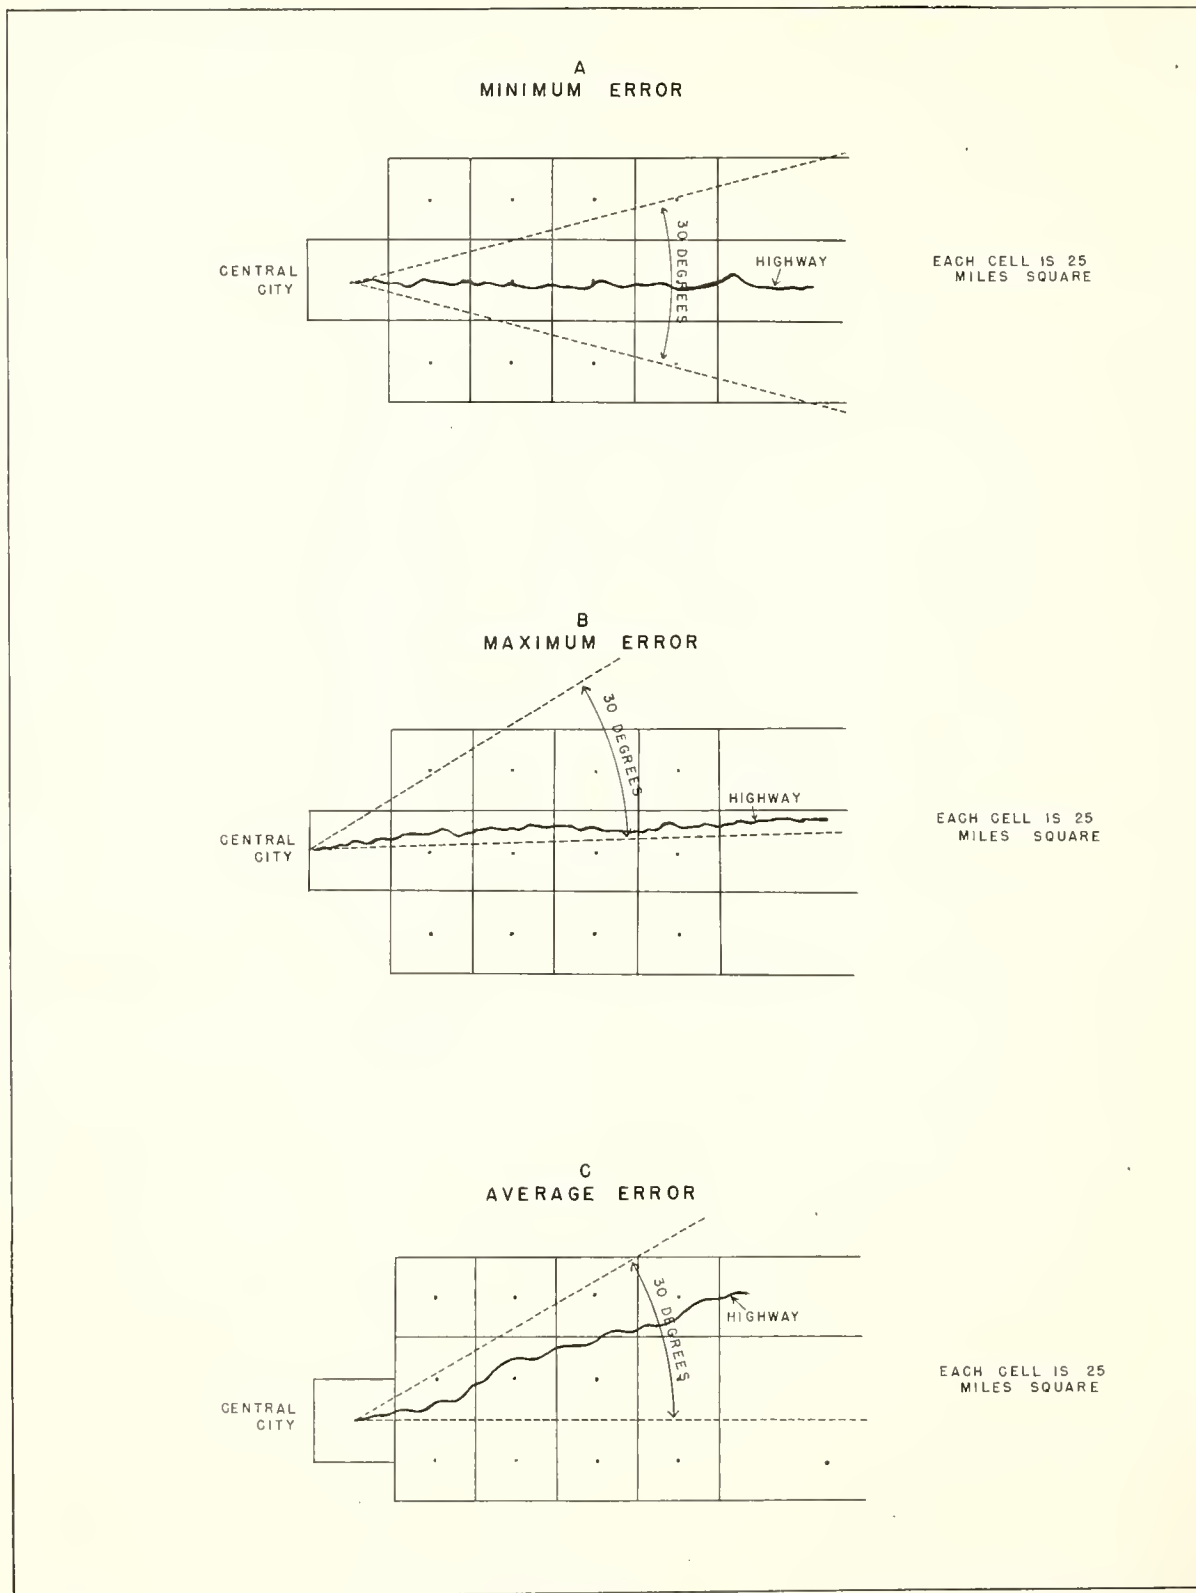 A
MINIMUM ERROR
30 DEGREES
CENTRAL
CITY
HIGHWAY
EACH CELL IS 25
MILES SQUARE
B
MAXIMUM ERROR
30 DEGREES
HIGHWAY
CENTRAL
CITY
EACH CELL IS 25
MILES SQUARE
C
AVERAGE ERROR
30 DEGREES
HIGHWAY
CENTRAL
CITY
EACH CELL IS 25
MILES SQUARE